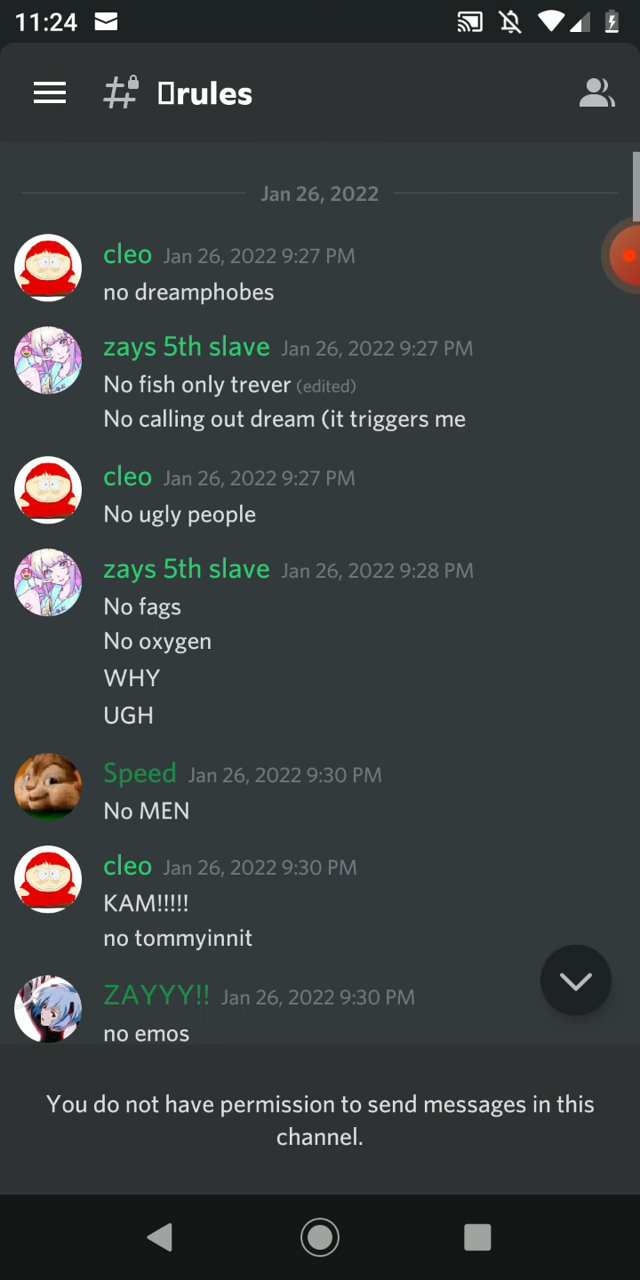 11:24
rules
Jan 26, 2022
cleo Jan 26, 2022 9:27 PM
no dreamphobes
zays 5th slave Jan 26, 2022 9:27 PM
No fish only trever (edited)
No calling out dream (it triggers me
cleo Jan 26, 2022 9:27 PM
No ugly people
zays 5th slave Jan 26, 2022 9:28 PM
No fags
No oxygen
WHY
UGH
Speed Jan 26, 2022 9:30 PM
No MEN
cleo Jan 26, 2022 9:30 PM
KAM!!!!!
no tommyinnit
ZAYYY!! Jan 26, 2022 9:30 PM
no emos
You do not have permission to send messages in this
channel.